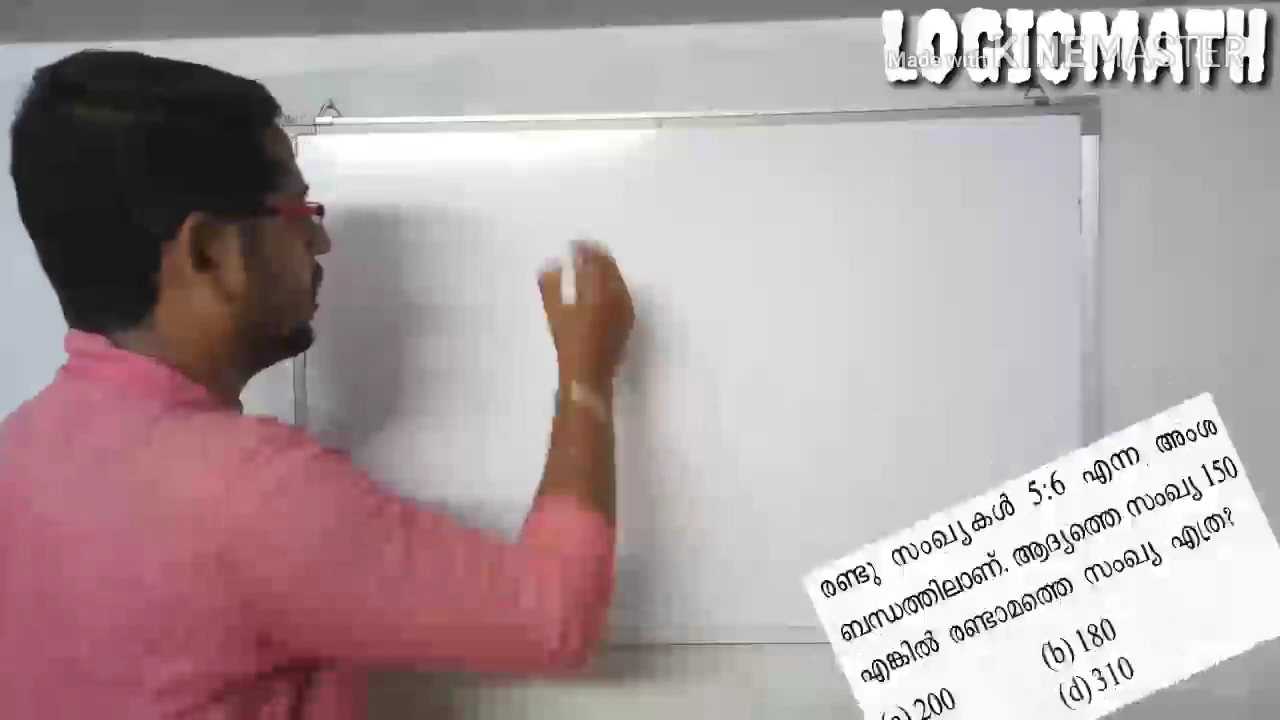 LOGICMATH
Made with KINEMASTER
രണ്ടു സംഖ്യകൾ 5:6 എന്ന അംശ
ബന്ധത്തിലാണ്. ആദ്യത്തെ സംഖ്യ 150
എങ്കിൽ രണ്ടാമത്തെ സംഖ്യ എത്ര?
(b) 180
200
(d) 310